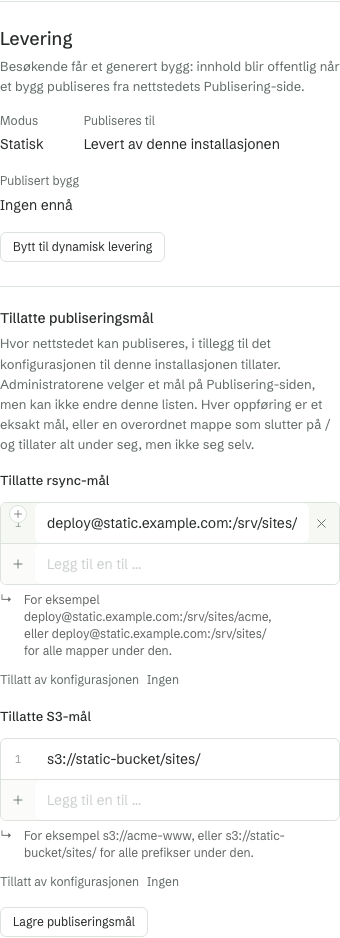 Levering
Besøkende får et generert bygg: innhold blir offentlig når
et bygg publiseres fra nettstedets Publisering-side.
Modus
Publiseres til
Statisk
Levert av denne installasjonen
Publisert bygg
Ingen ennå
Bytt til dynamisk levering
Tillatte publiseringsmål
Hvor nettstedet kan publiseres, i tillegg til det
konfigurasjonen til denne installasjonen tillater.
Administratorene velger et mål på Publisering-siden,
men kan ikke endre denne listen. Hver oppføring er et
eksakt mål, eller en overordnet mappe som slutter på /
og tillater alt under seg, men ikke seg selv.
Tillatte rsync-mål
1 deploy@static.example.com:/srv/sites/
Legg til en til ...
For eksempel
deploy@static.example.com:/srv/sites/acme,
eller deploy@static.example.com:/srv/sites/
for alle mapper under den.
Tillatt av konfigurasjonen Ingen
Tillatte S3-mål
1 s3://static-bucket/sites/
Legg til en til ...
For eksempel s3://acme-www, eller s3://static-
bucket/sites/ for alle prefikser under den.
Tillatt av konfigurasjonen Ingen
Lagre publiseringsmål